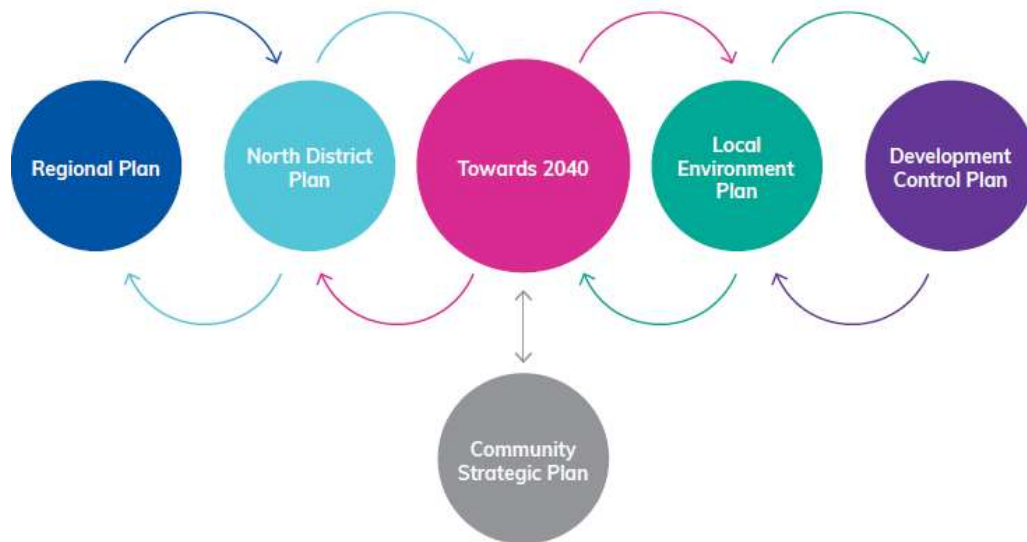 Regional Plan
North District
Plan
Towards 2040
Local
Environment
Plan
Development
Control Plan
Community
Strategic Plan